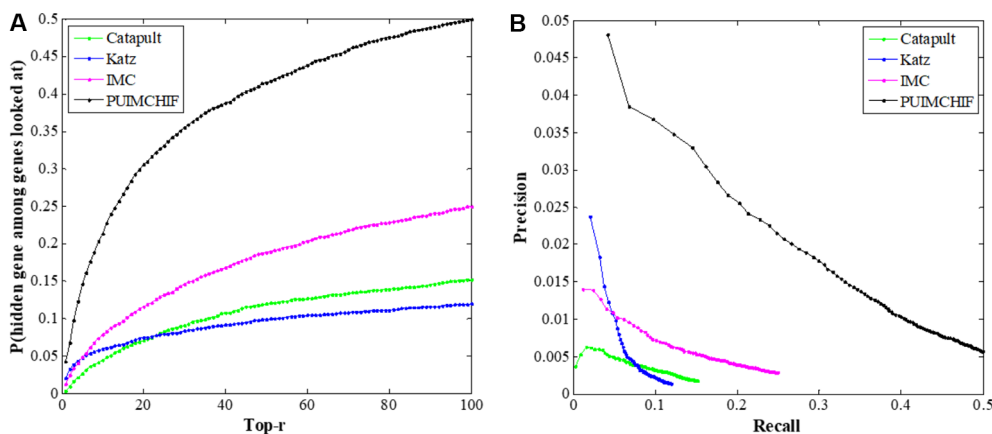 A
P(hidden gene among genes looked at)
0.5
0.45
0.4
0.35
0.3
0.25
0.2
0.15
0.1
0.05
0
Catapult
Katz
IMC
PUIMCHIF
0 20 40 60 80 100
Top-r
B
Precision
0.05
0.045
0.04
0.035
0.03
0.025
0.02
0.015
0.01
0.005
0
Catapult
Katz
IMC
PUIMCHIF
0 0.1 0.2 0.3 0.4 0.5
Recall